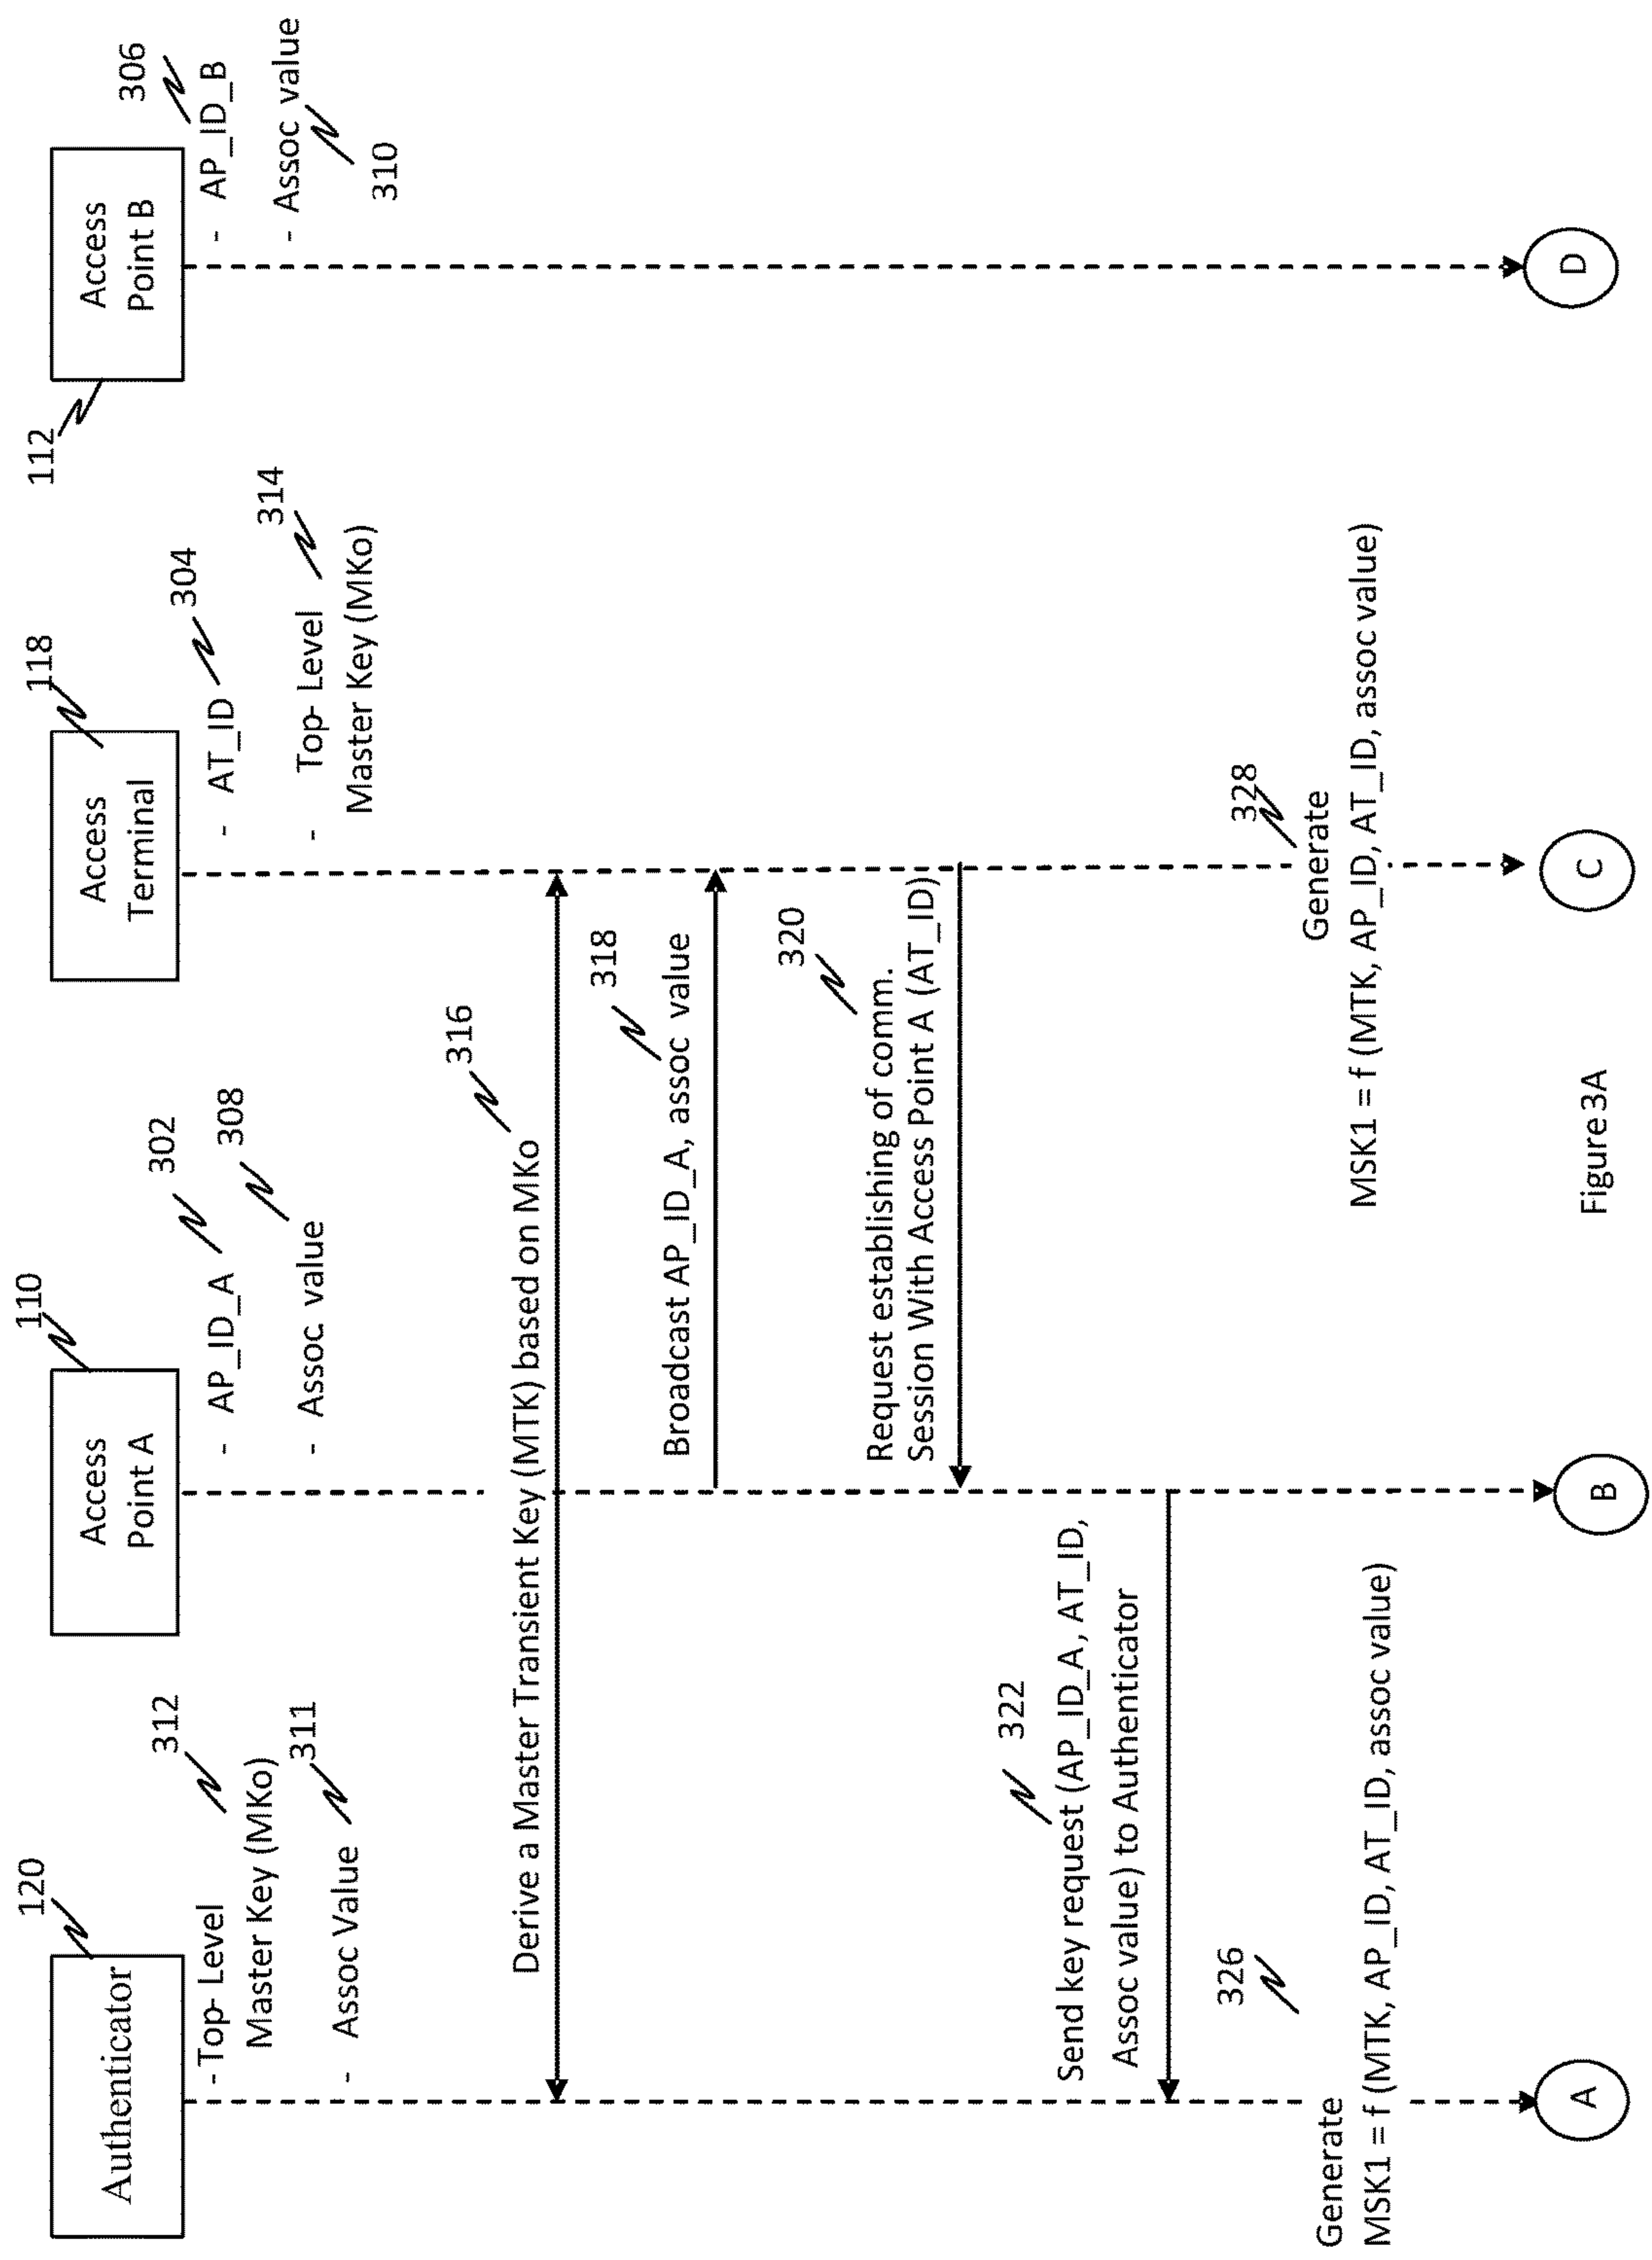 120
Authenticator
- Top- Level
Master Key (MKo)
312
- Assoc Value
311
110
Access
Point A
- AP_ID_A
302
- Assoc. value
308
118
Access
Terminal
- AT_ID
304
- Top- Level
Master Key (MKo)
314
112
Access
Point B
- AP_ID_B
306
- Assoc value
310
Derive a Master Transient Key (MTK) based on MKo
316
Broadcast AP_ID_A, assoc value
318
320
Request establishing of comm.
Session With Access Point A (AT_ID)
322
Send key request (AP_ID_A, AT_ID,
Assoc value) to Authenticator
326
Generate
MSK1 = f (MTK, AP_ID, AT_ID, assoc value)
328
Generate
MSK1 = f (MTK, AP_ID, AT_ID, assoc value)
A
B
C
D
Figure 3A